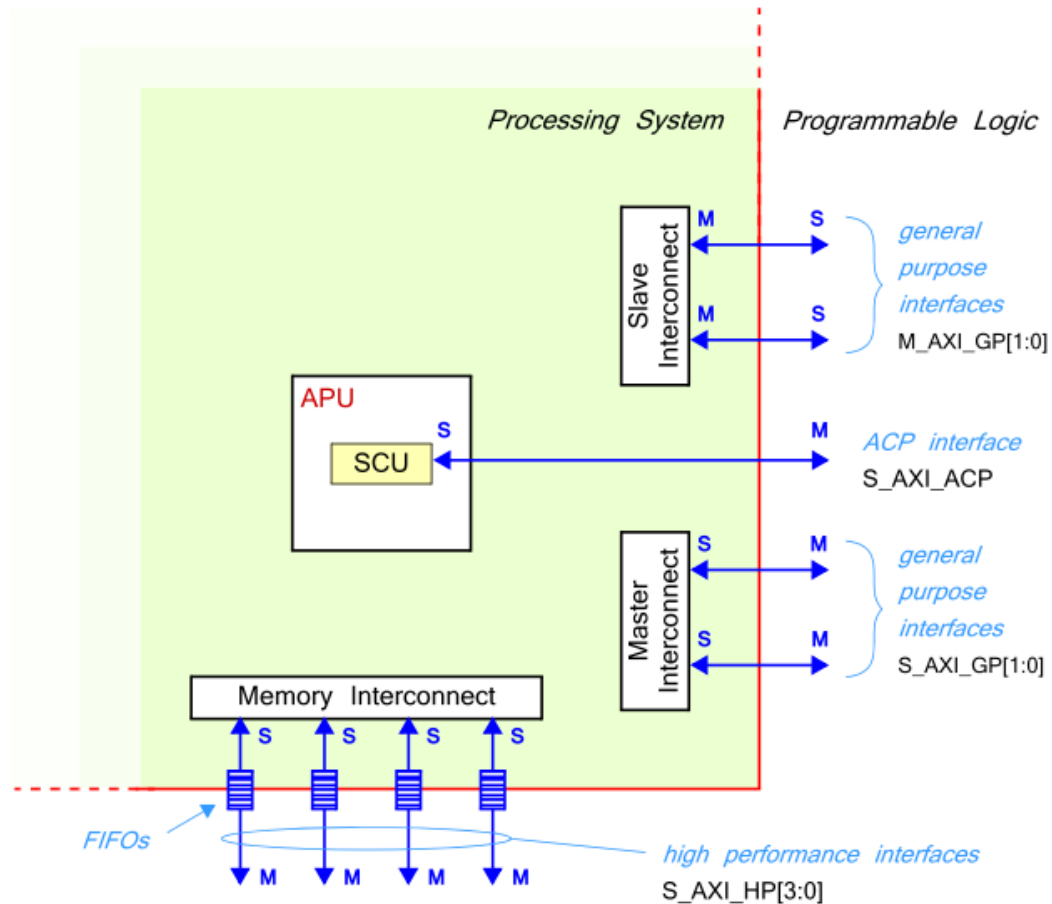 Processing System
Programmable Logic
M
S
general
purpose
interfaces
M_AXI_GP[1:0]
Slave
Interconnect
M
S
APU
SCU
S
M
ACP interface
S_AXI_ACP
S
M
general
purpose
interfaces
S_AXI_GP[1:0]
Master
Interconnect
S
M
Memory Interconnect
S
S
S
S
FIFOs
M
M
M
M
high performance interfaces
S_AXI_HP[3:0]